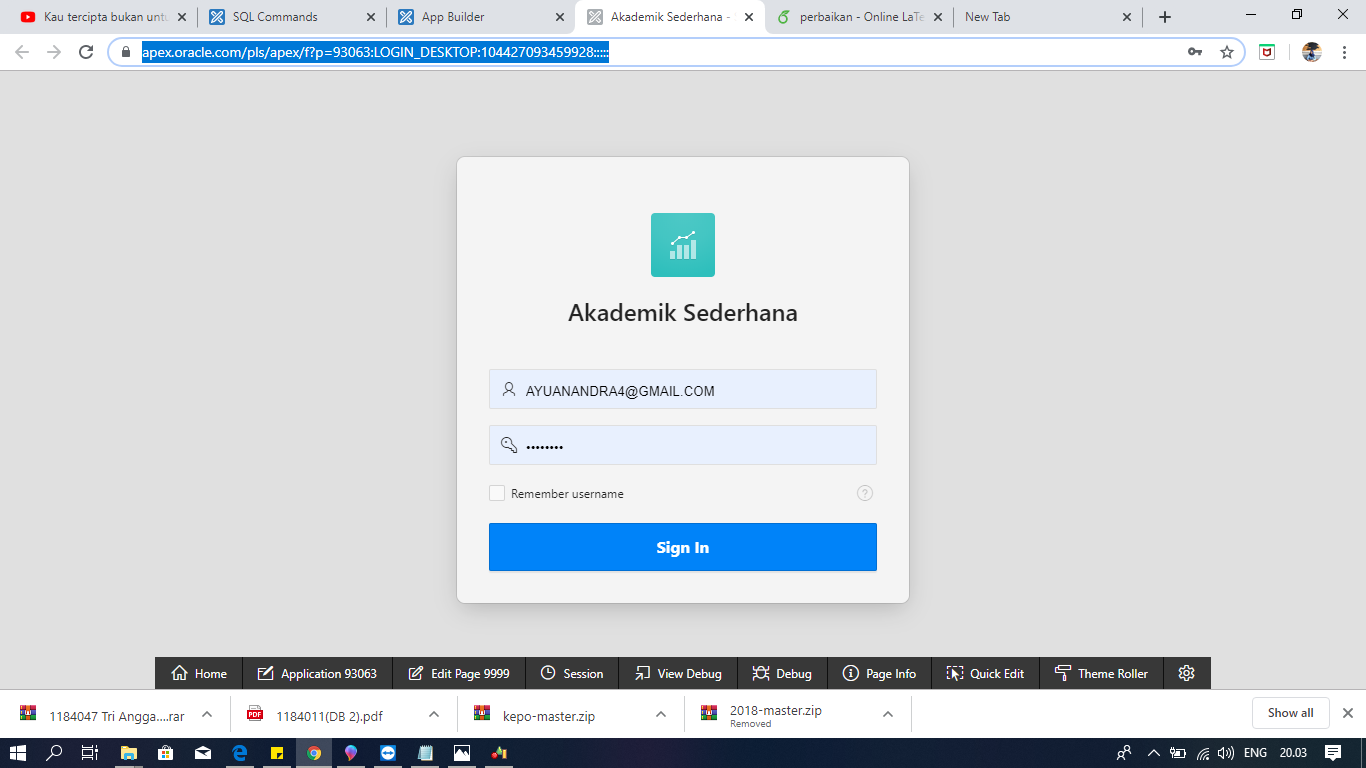 Kau tercipta bukan untu
SQL Commands
App Builder
Akademik Sederhana -
perbaikan - Online LaTe
New Tab
apex.oracle.com/pls/apex/f?p=93063:LOGIN_DESKTOP:104427093459928:::::
Akademik Sederhana
AYUANANDRA4@GMAIL.COM
••••••••
Remember username
?
Sign In
Home
Application 93063
Edit Page 9999
Session
View Debug
Debug
Page Info
Quick Edit
Theme Roller
1184047 Tri Angga....rar
PDF
1184011(DB 2).pdf
kepo-master.zip
2018-master.zip
Removed
Show all
ENG
20.03